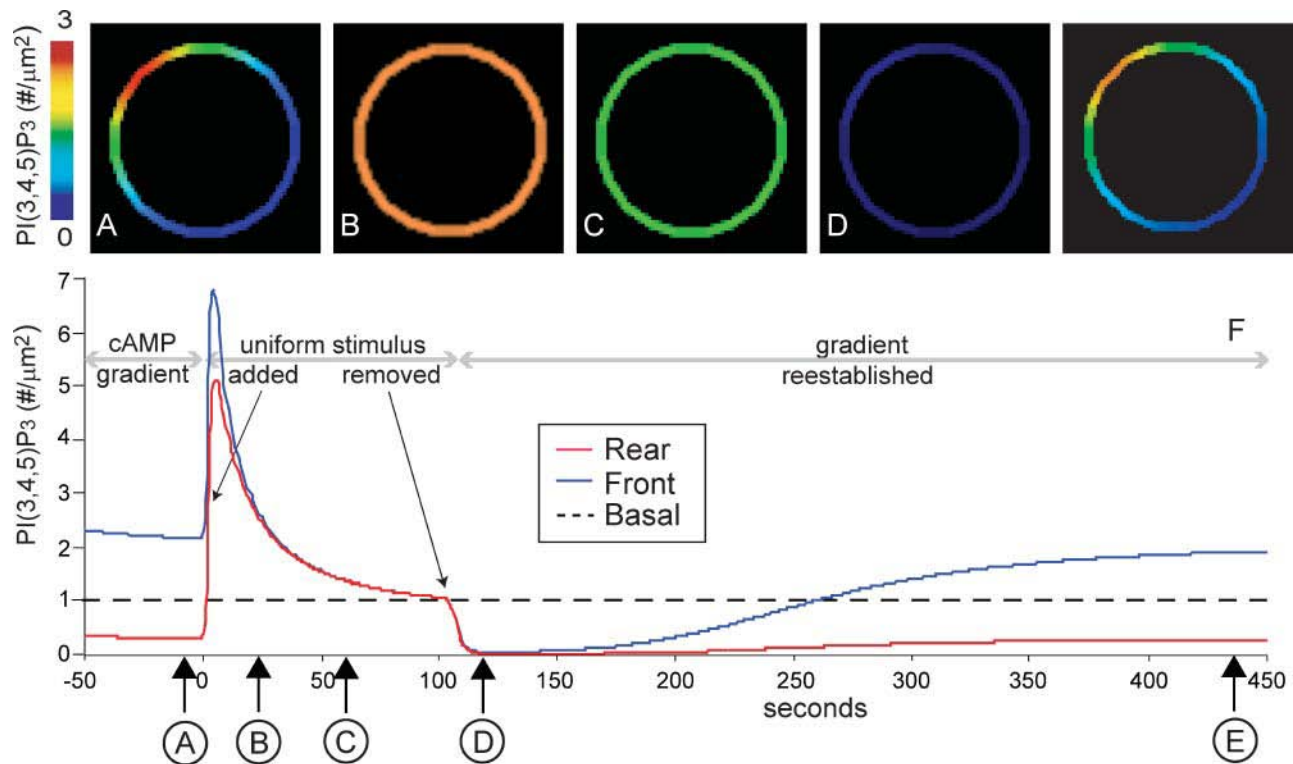 3
PI(3,4,5)P3 (#/µm2)
0
A
B
C
D
7
6
5
4
3
2
1
0
PI(3,4,5)P3 (#/µm2)
cAMP
gradient
uniform stimulus
added
removed
gradient
reestablished
F
Rear
Front
Basal
-50
0
50
100
150
200
250
300
350
400
450
seconds
A
B
C
D
E